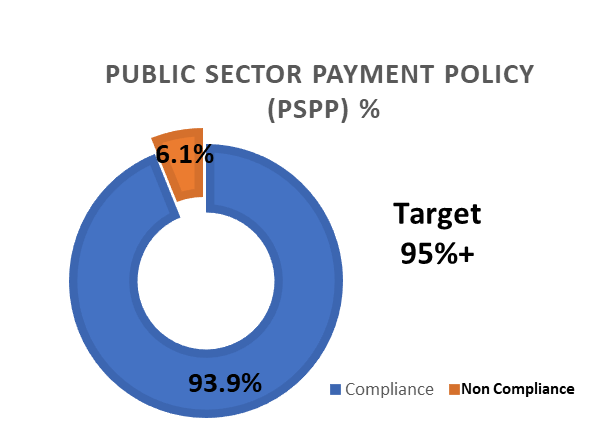 PUBLIC SECTOR PAYMENT POLICY
(PSPP) %
6.1%
Target
95%+
93.9%
Compliance
Non Compliance